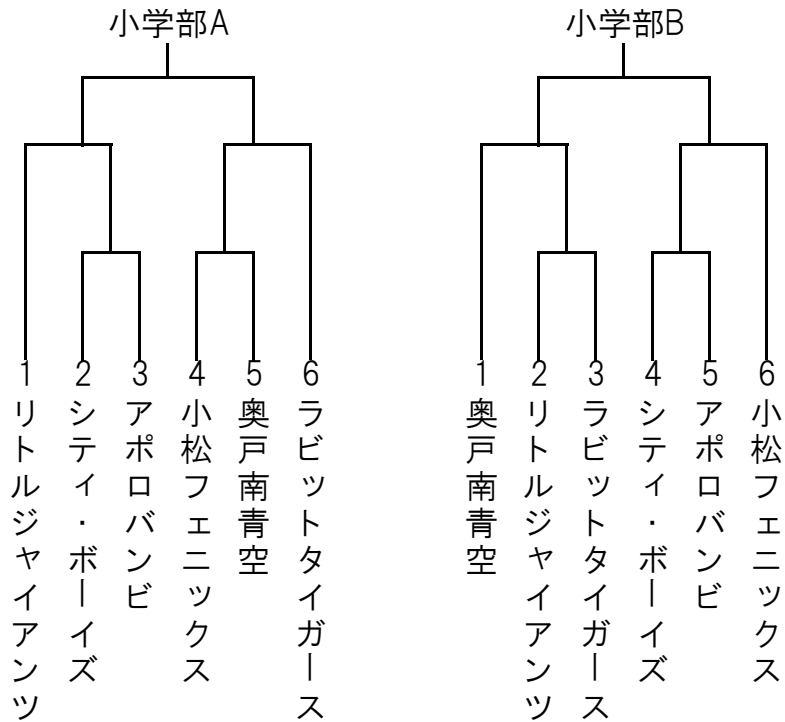 小学部A
1 リトルジャイアンツ
2 シティ・ボーイズ
3 アポロバンビ
4 小松フェニックス
5 奥戸南青空
6 ラビットタイガース
小学部B
1 奥戸南青空
2 リトルジャイアンツ
3 ラビットタイガース
4 シティ・ボーイズ
5 アポロバンビ
6 小松フェニックス